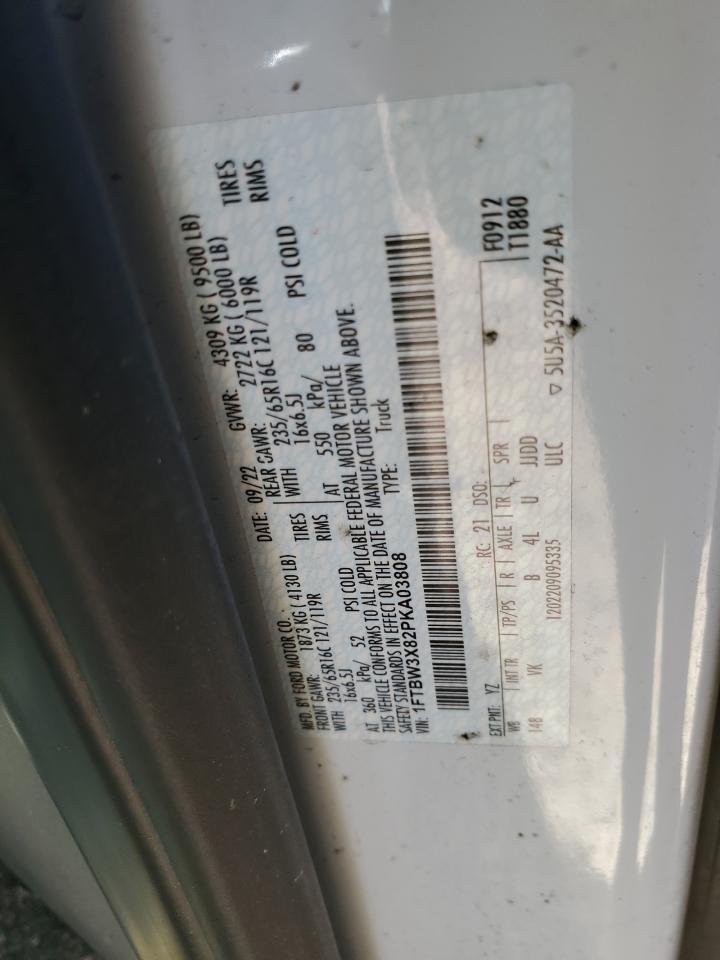 MFD. BY FORD MOTOR CO. DATE: 09/22 GVWR: 4309 KG ( 9500 LB)
FRONT GAWR: 1873 KG ( 4130 LB) REAR GAWR: 2722 KG ( 6000 LB)
WITH 235/65R16C 121/119R TIRES WITH 235/65R16C 121/119R TIRES
16x6.5J RIMS 16x6.5J RIMS
AT 360 kPa/ 52 PSI COLD AT 550 kPa/ 80 PSI COLD
THIS VEHICLE CONFORMS TO ALL APPLICABLE FEDERAL MOTOR VEHICLE
SAFETY STANDARDS IN EFFECT ON THE DATE OF MANUFACTURE SHOWN ABOVE.
VIN: 1FTBW3X82PKA03808 TYPE: Truck
EXT PNT: YZ RC: 21 DSO: F0912
WB INT TR TP/PS R AXLE TR SPR T1880
148 VK B 4L U JJDD
1202209095335 ULC ▽ 5U5A-3520472-AA